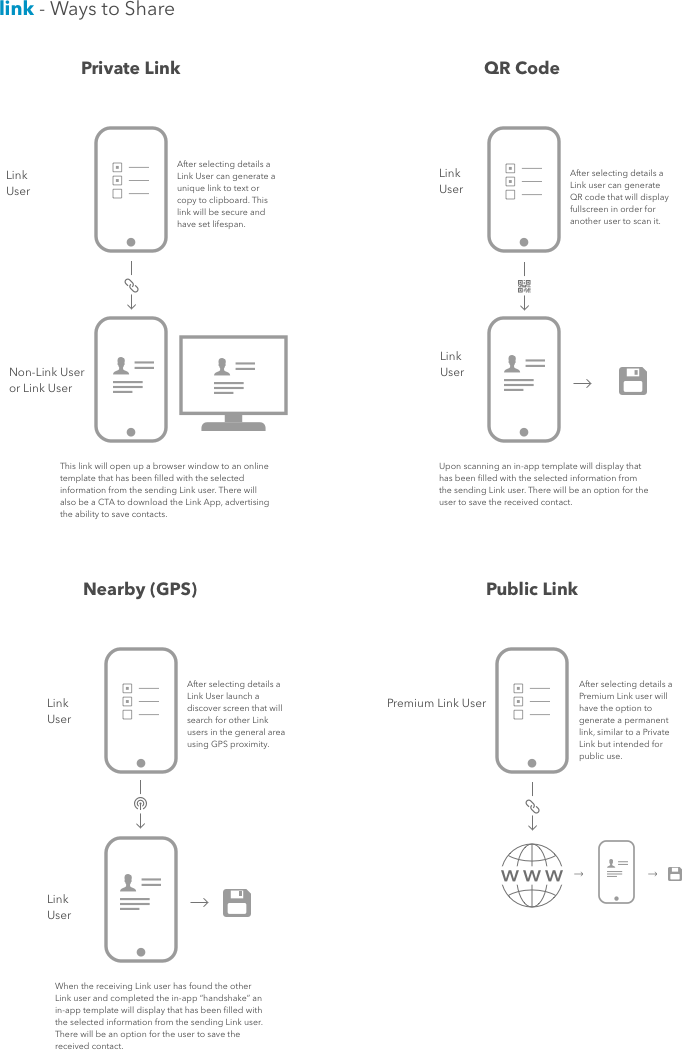 link - Ways to Share
Private Link
Link
User
After selecting details a
Link User can generate a
unique link to text or
copy to clipboard. This
link will be secure and
have set lifespan.
Non-Link User
or Link User
This link will open up a browser window to an online
template that has been filled with the selected
information from the sending Link user. There will
also be a CTA to download the Link App, advertising
the ability to save contacts.
QR Code
Link
User
After selecting details a
Link user can generate
QR code that will display
fullscreen in order for
another user to scan it.
Link
User
Upon scanning an in-app template will display that
has been filled with the selected information from
the sending Link user. There will be an option for the
user to save the received contact.
Nearby (GPS)
Link
User
After selecting details a
Link User launch a
discover screen that will
search for other Link
users in the general area
using GPS proximity.
Link
User
When the receiving Link user has found the other
Link user and completed the in-app “handshake” an
in-app template will display that has been filled with
the selected information from the sending Link user.
There will be an option for the user to save the
received contact.
Public Link
Premium Link User
After selecting details a
Premium Link user will
have the option to
generate a permanent
link, similar to a Private
Link but intended for
public use.
WWW